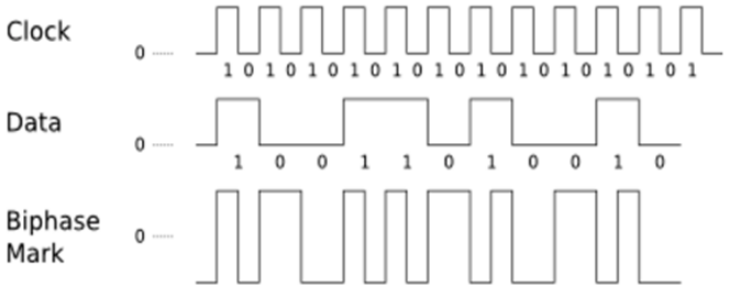 Clock 0
1 0 1 0 1 0 1 0 1 0 1 0 1 0 1 0 1 0 1 0 1 0 1
Data 0
1 0 0 1 1 0 1 0 0 1 0
Biphase 0
Mark